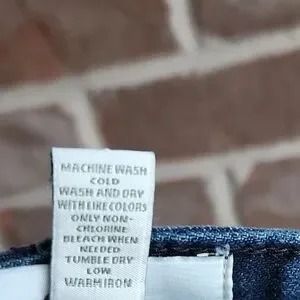 MACHINE WASH
COLD
WASH AND DRY
WITH LIKE COLORS
ONLY NON-
CHLORINE
BLEACH WHEN
NEEDED
TUMBLE DRY
LOW
WARM IRON